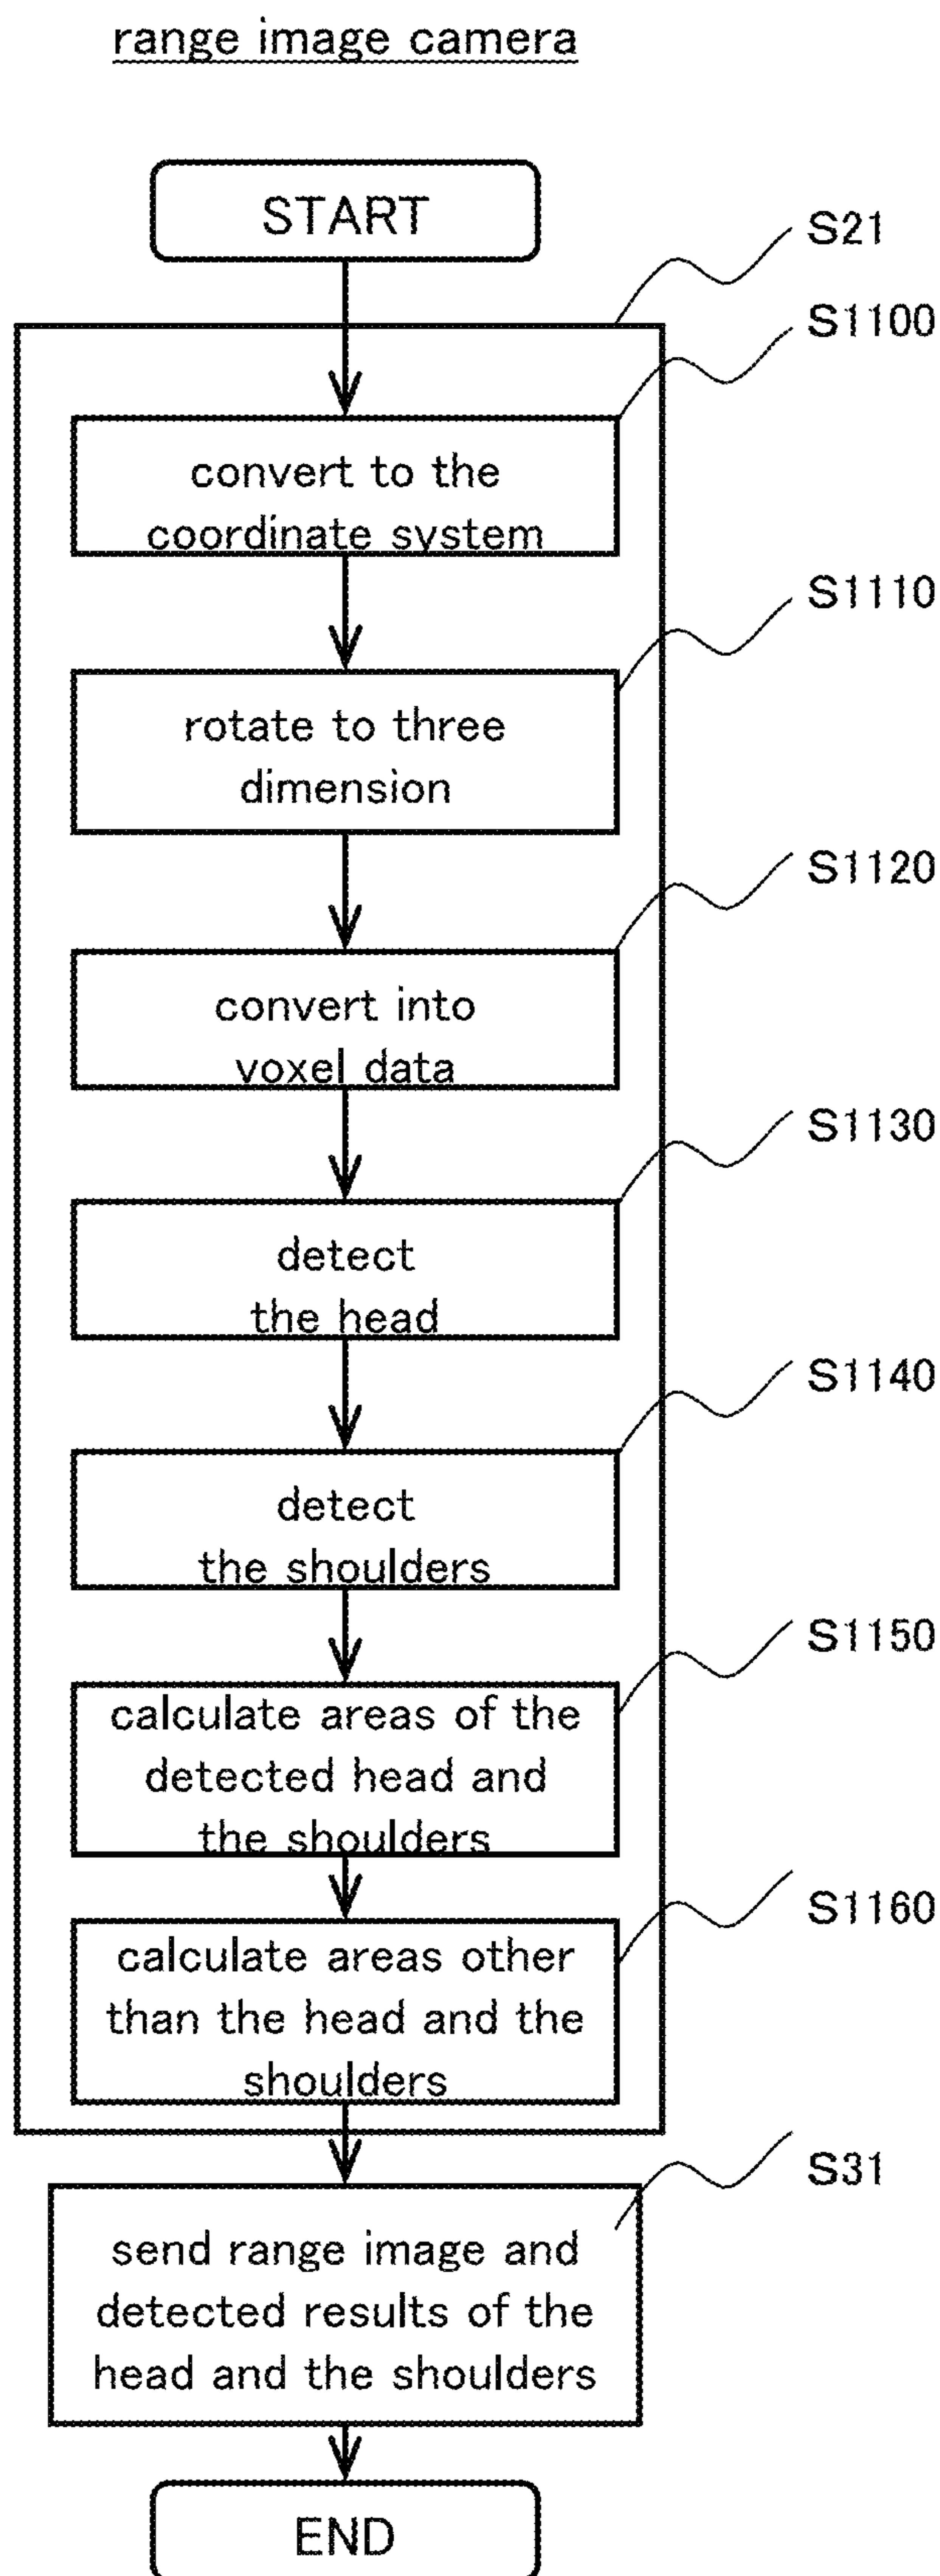 range image camera
START
S21
S1100
convert to the
coordinate system
S1110
rotate to three
dimension
S1120
convert into
voxel data
S1130
detect
the head
S1140
detect
the shoulders
S1150
calculate areas of the
detected head and
the shoulders
S1160
calculate areas other
than the head and the
shoulders
S31
send range image and
detected results of the
head and the shoulders
END